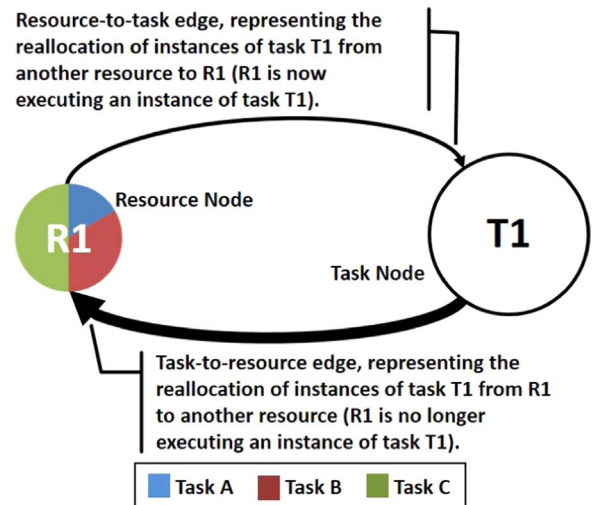 Resource-to-task edge, representing the
reallocation of instances of task T1 from
another resource to R1 (R1 is now
executing an instance of task T1).
Resource Node
R1
T1
Task Node
Task-to-resource edge, representing the
reallocation of instances of task T1 from R1
to another resource (R1 is no longer
executing an instance of task T1).
Task A Task B Task C